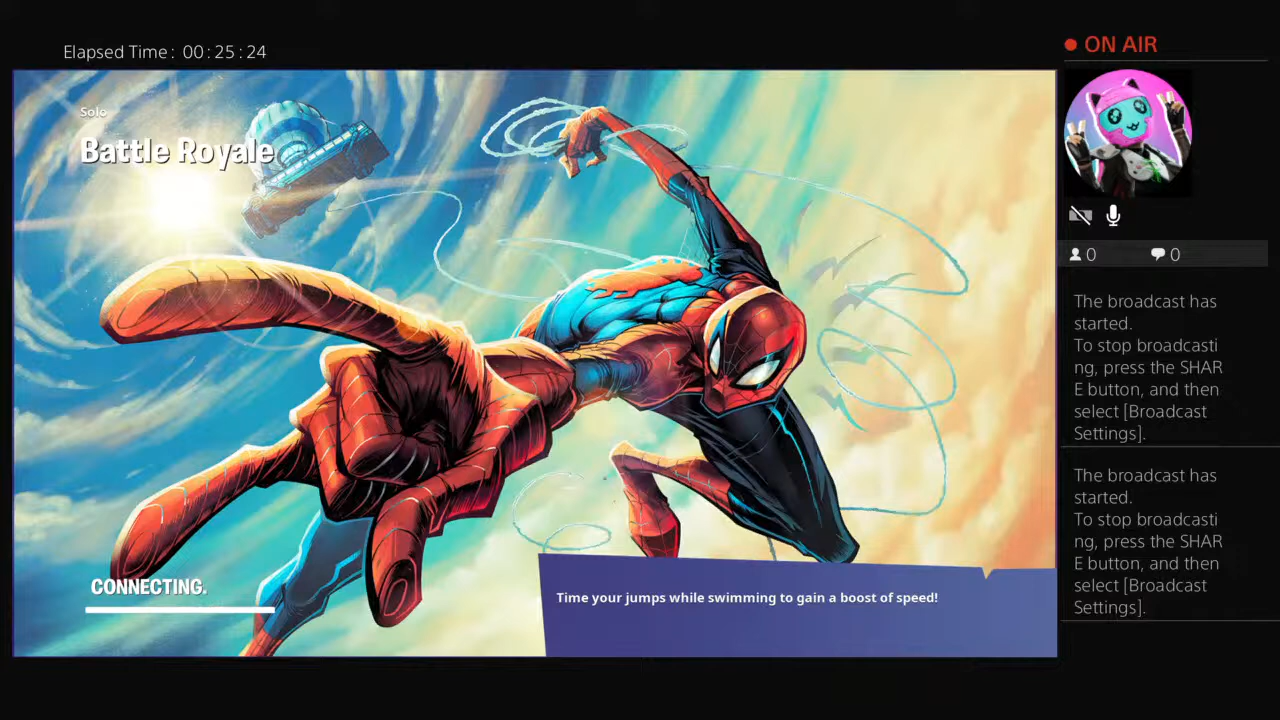 Elapsed Time: 00:25:24
ON AIR
Solo
Battle Royale
0 0
The broadcast has
started.
To stop broadcasti
ng, press the SHAR
E button, and then
select [Broadcast
Settings].
The broadcast has
started.
To stop broadcasti
ng, press the SHAR
E button, and then
select [Broadcast
Settings].
CONNECTING.
Time your jumps while swimming to gain a boost of speed!